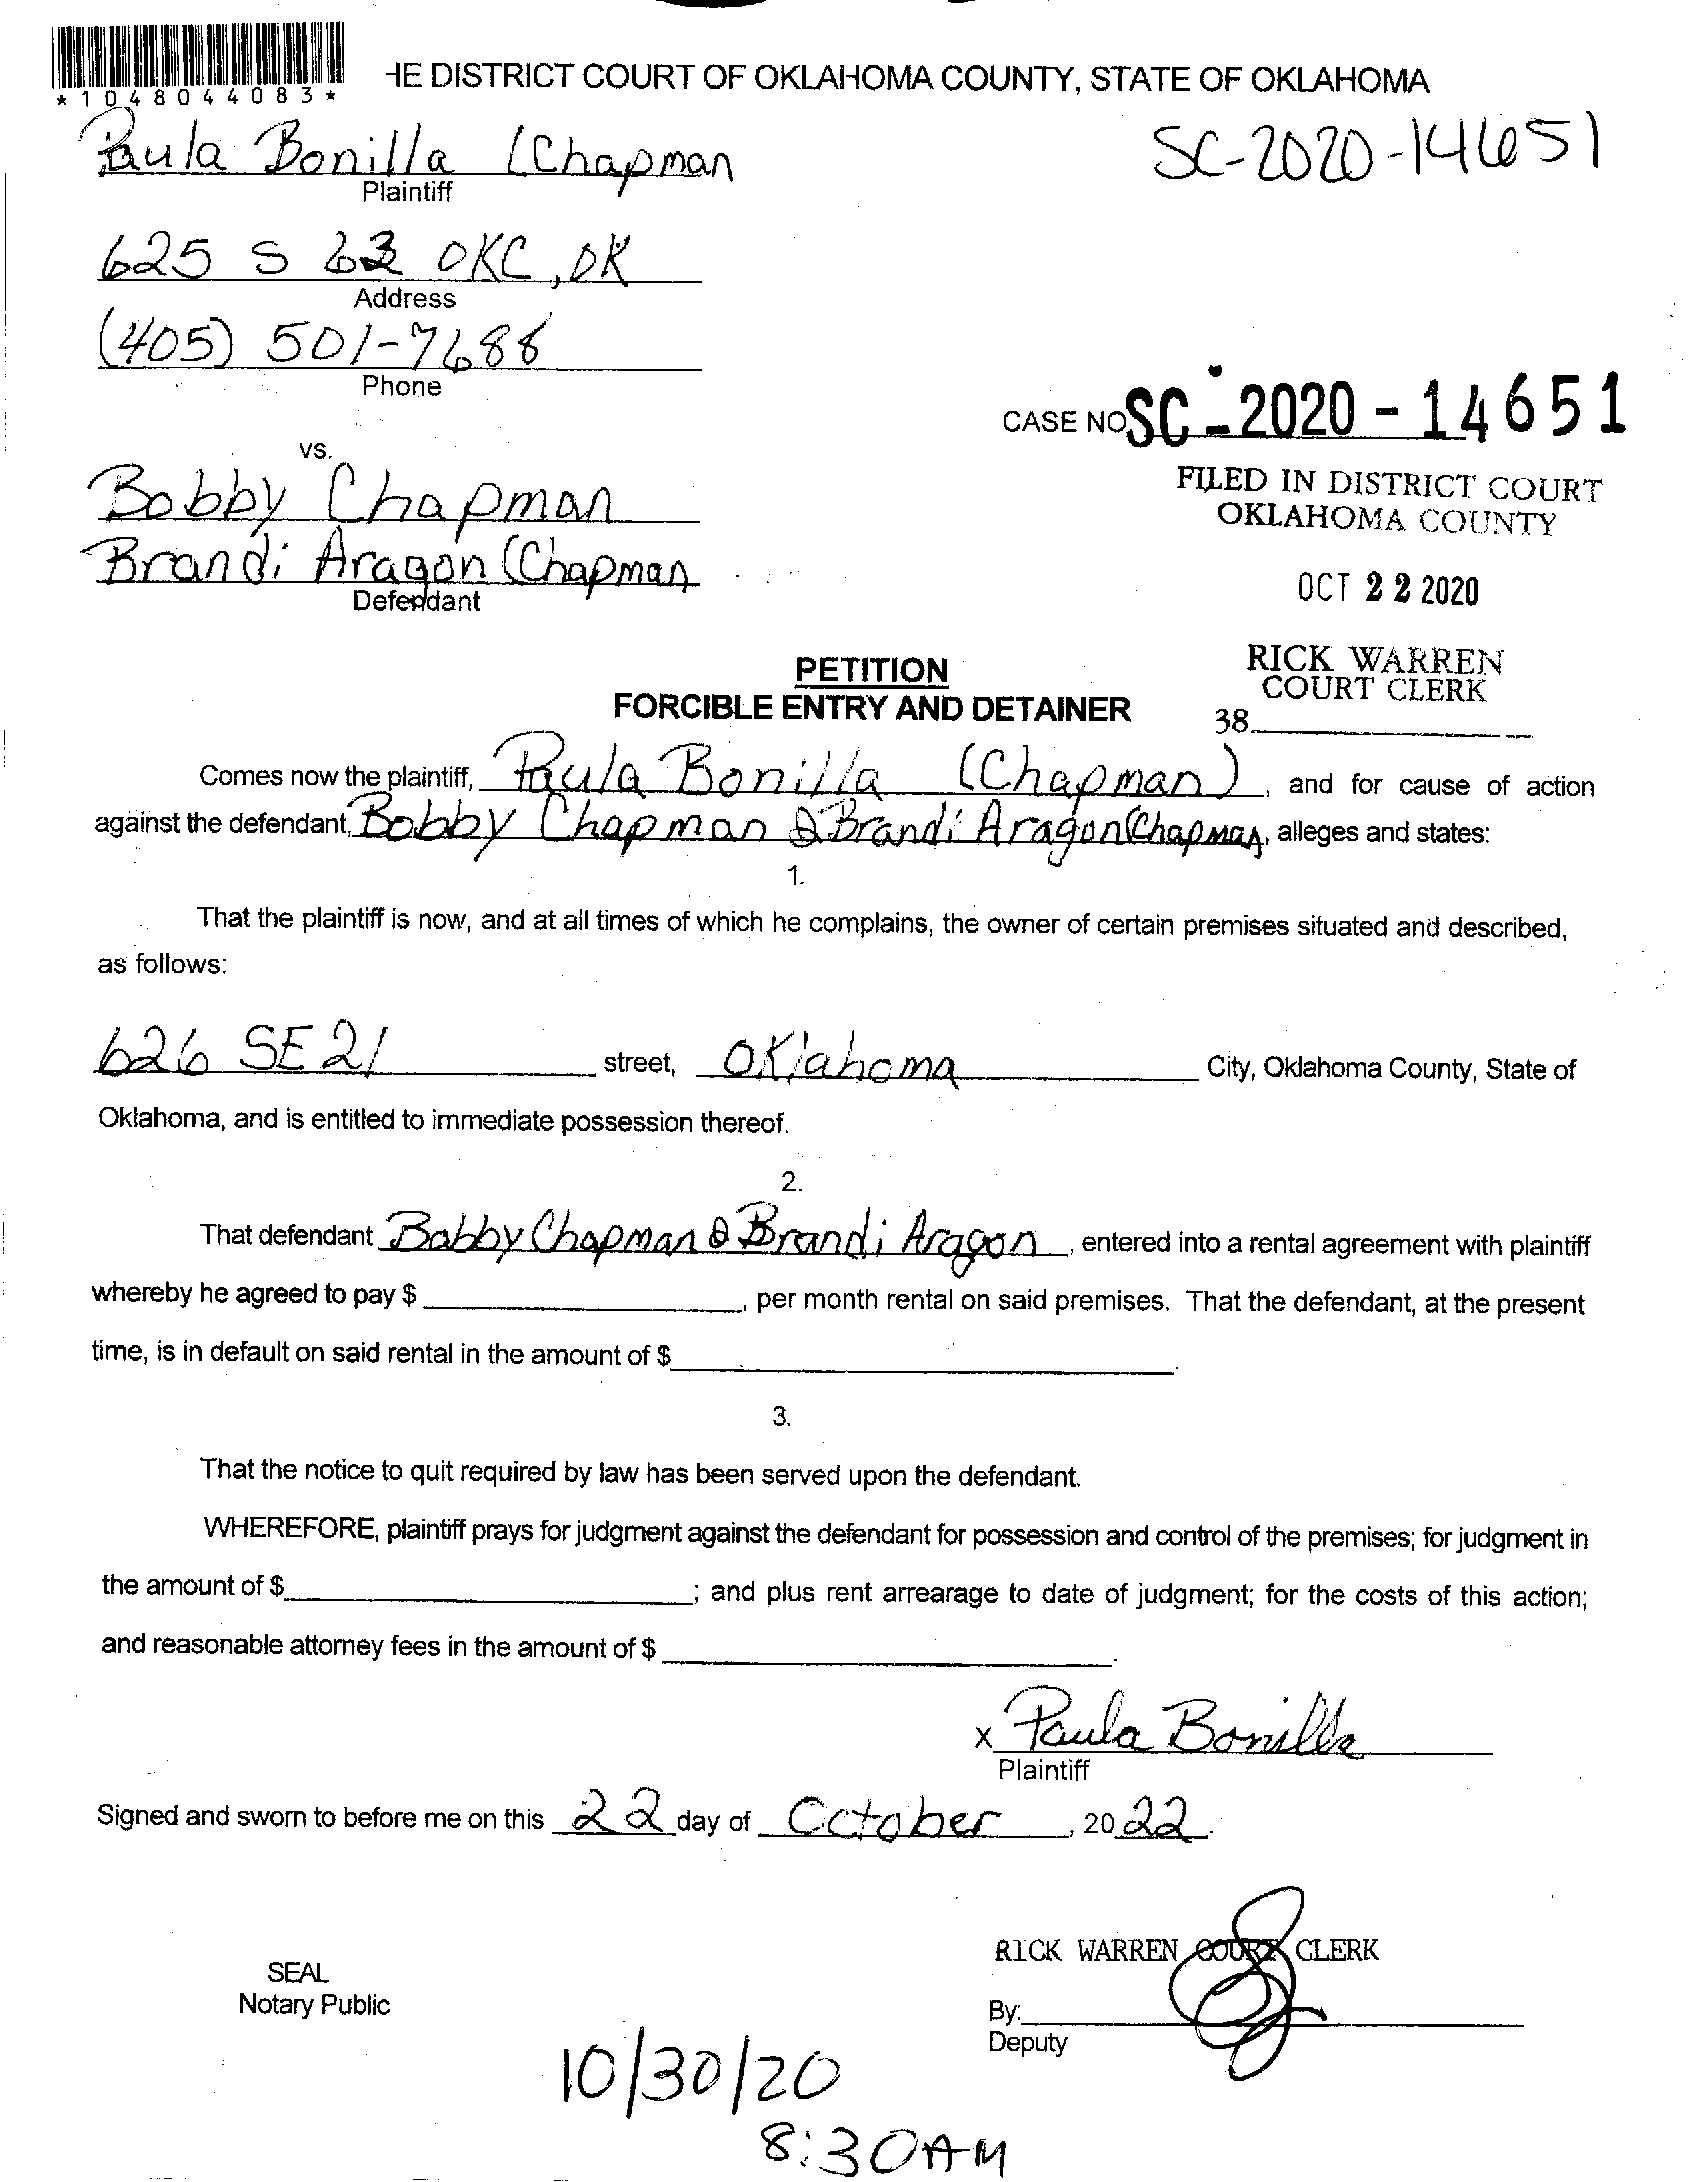 *1048044083*
HE DISTRICT COURT OF OKLAHOMA COUNTY, STATE OF OKLAHOMA
Paula Bonilla (Chapman
SC-2020-14651
Plaintiff
625 S 63 OKC, OK
Address
(405) 501-7688
Phone
CASE NO SC-2020-14651
vs.
FILED IN DISTRICT COURT
OKLAHOMA COUNTY
Bobby Chapman
Brandi Aragon (Chapman
Defendant
OCT 22 2020
RICK WARREN
COURT CLERK
38
PETITION
FORCIBLE ENTRY AND DETAINER
Comes now the plaintiff, Paula Bonilla (Chapman), and for cause of action
against the defendant, Bobby Chapman & Brandi Aragon (Chapman, alleges and states:
1.
That the plaintiff is now, and at all times of which he complains, the owner of certain premises situated and described,
as follows:
626 SE 21 street, Oklahoma City, Oklahoma County, State of
Oklahoma, and is entitled to immediate possession thereof.
2.
That defendant Bobby Chapman & Brandi Aragon, entered into a rental agreement with plaintiff
whereby he agreed to pay $ , per month rental on said premises. That the defendant, at the present
time, is in default on said rental in the amount of $ .
3.
That the notice to quit required by law has been served upon the defendant.
WHEREFORE, plaintiff prays for judgment against the defendant for possession and control of the premises; for judgment in
the amount of $ ; and plus rent arrearage to date of judgment; for the costs of this action;
and reasonable attorney fees in the amount of $ .
x Paula Bonilla
Plaintiff
Signed and sworn to before me on this 22 day of October, 2022.
RICK WARREN COURT CLERK
SEAL
Notary Public
By:
Deputy
10/30/20
8:30AM